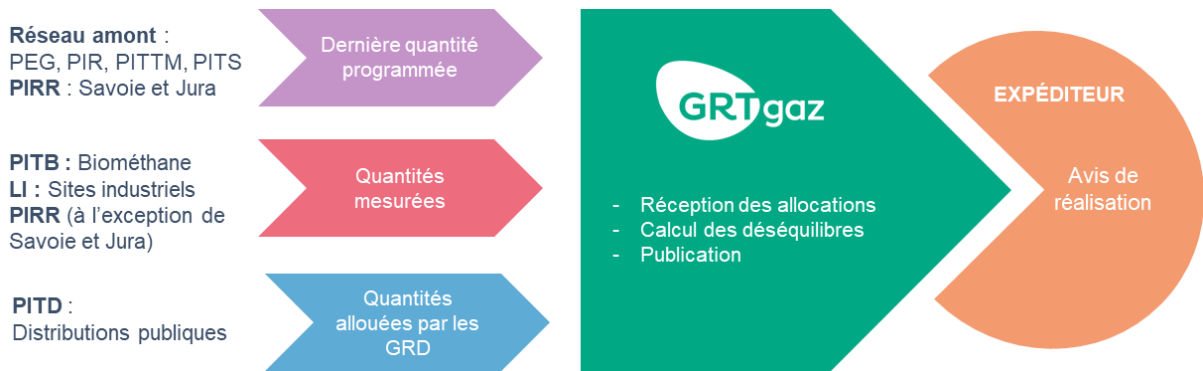 Réseau amont :
PEG, PIR, PITTM, PITS
PIRR : Savoie et Jura
Dernière quantité
programmée
PITB : Biométhane
LI : Sites industriels
PIRR (à l'exception de
Savoie et Jura)
Quantités
mesurées
PITD :
Distributions publiques
Quantités
allouées par les
GRD
GRTgaz
- Réception des allocations
- Calcul des déséquilibres
- Publication
EXPÉDITEUR
Avis de
réalisation